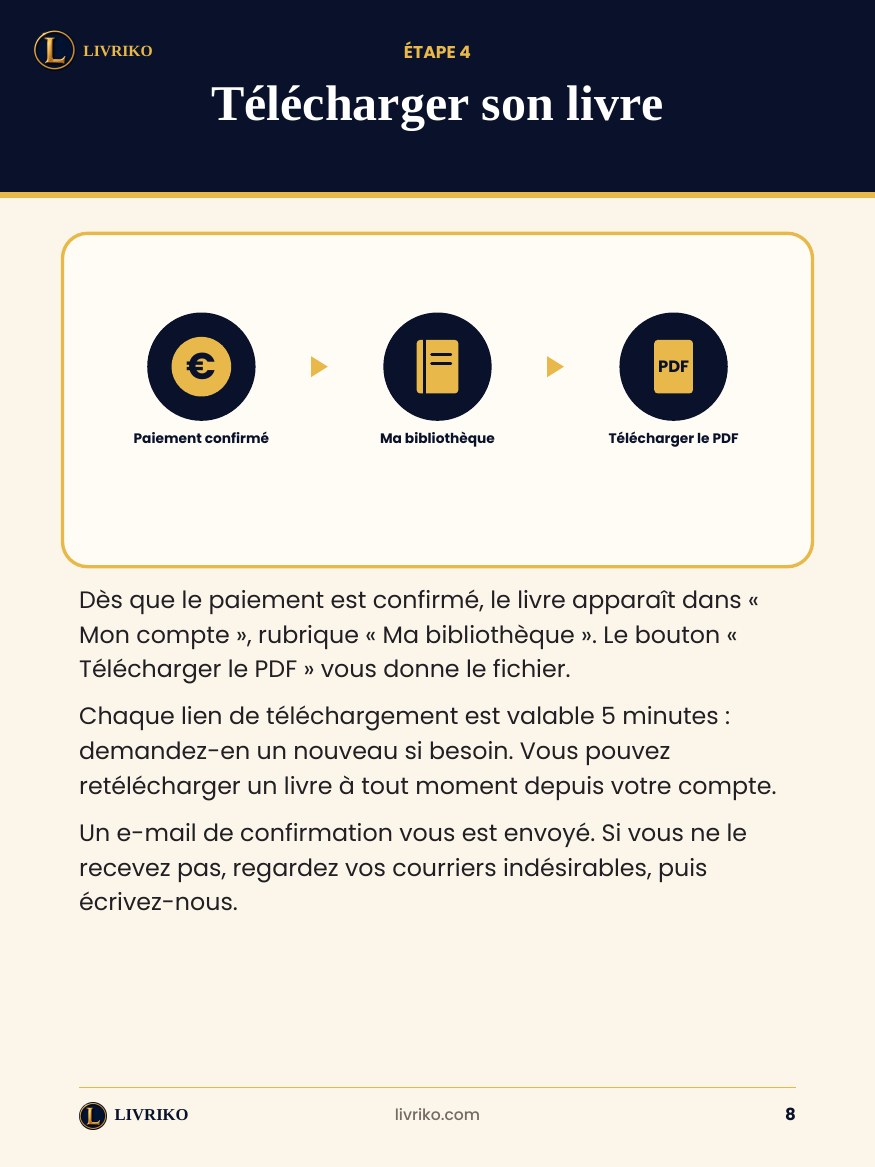 LIVRIKO
ÉTAPE 4
Télécharger son livre
€
PDF
Paiement confirmé
Ma bibliothèque
Télécharger le PDF
Dès que le paiement est confirmé, le livre apparaît dans «
Mon compte », rubrique « Ma bibliothèque ». Le bouton «
Télécharger le PDF » vous donne le fichier.
Chaque lien de téléchargement est valable 5 minutes :
demandez-en un nouveau si besoin. Vous pouvez
retélécharger un livre à tout moment depuis votre compte.
Un e-mail de confirmation vous est envoyé. Si vous ne le
recevez pas, regardez vos courriers indésirables, puis
écrivez-nous.
LIVRIKO
livriko.com
8